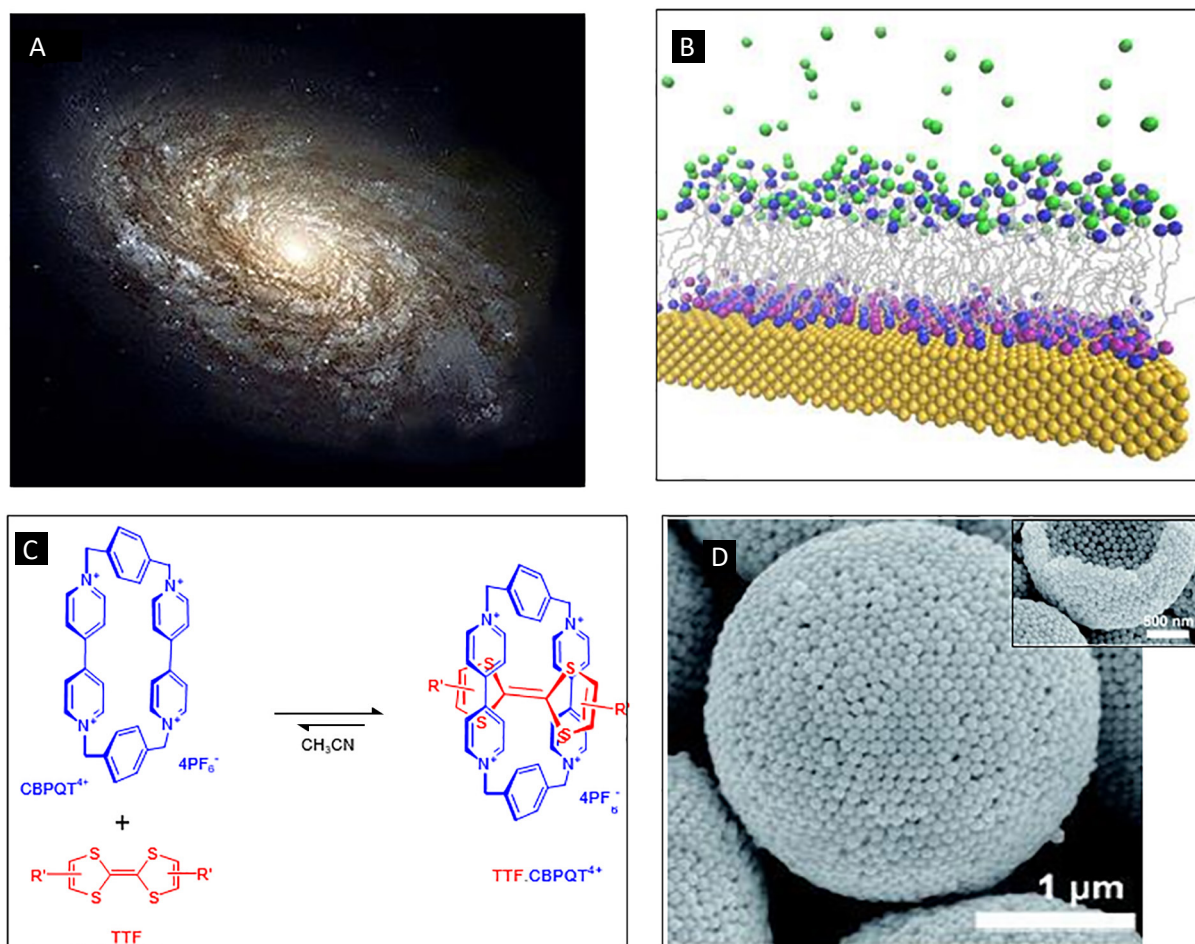 A
B
C
N⁺
N⁺
N⁺
N⁺
4PF₆⁻
CBPQT⁴⁺
+
R'
S
S
S
S
R'
TTF
CH₃CN
N⁺
N⁺
R'
S
S
S
S
R'
N⁺
N⁺
4PF₆⁻
TTF.CBPQT⁴⁺
D
500 nm
1 μm